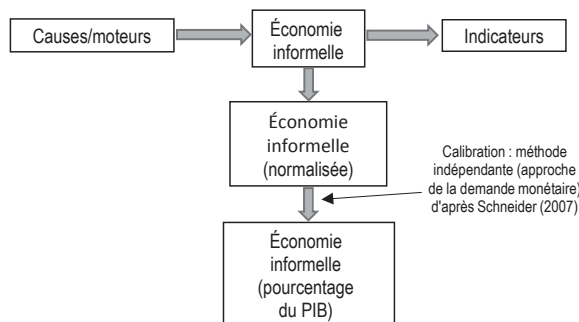 Causes/moteurs
Économie
informelle
Indicateurs
Économie
informelle
(normalisée)
Calibration : méthode
indépendante (approche
de la demande monétaire)
d'après Schneider (2007)
Économie
informelle
(pourcentage
du PIB)